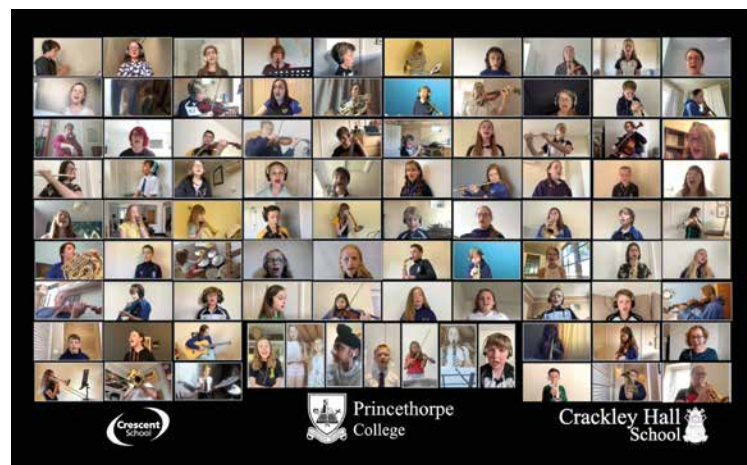 Crescent
School
Princethorpe
College
Crackley Hall
School